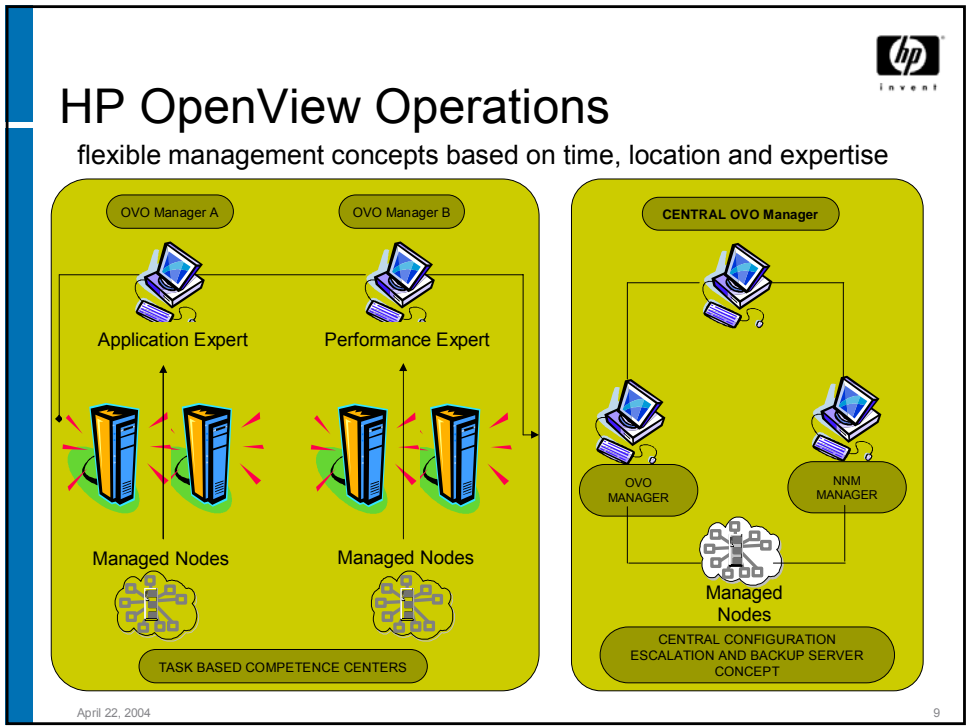 hp
invent
HP OpenView Operations
flexible management concepts based on time, location and expertise
OVO Manager A
OVO Manager B
Application Expert
Performance Expert
Managed Nodes
Managed Nodes
TASK BASED COMPETENCE CENTERS
CENTRAL OVO Manager
OVO
MANAGER
NNM
MANAGER
Managed
Nodes
CENTRAL CONFIGURATION
ESCALATION AND BACKUP SERVER
CONCEPT
April 22, 2004
9